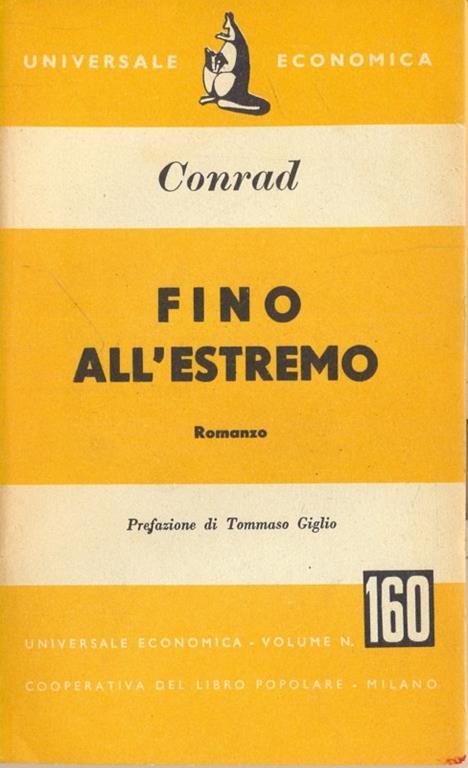 UNIVERSALE ECONOMICA
Conrad
FINO
ALL'ESTREMO
Romanzo
Prefazione di Tommaso Giglio
UNIVERSALE ECONOMICA - VOLUME N. 160
COOPERATIVA DEL LIBRO POPOLARE - MILANO